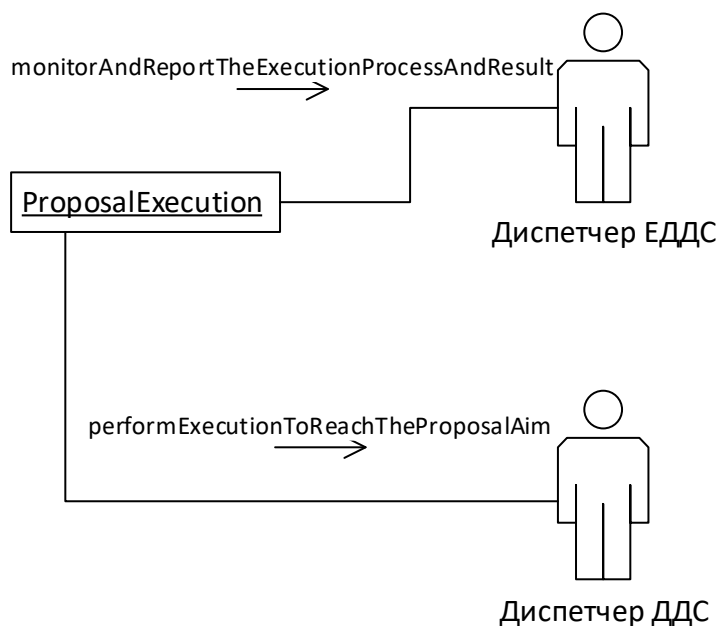 monitorAndReportTheExecutionProcessAndResult
ProposalExecution
Диспетчер ЕДДС
performExecutionToReachTheProposalAim
Диспетчер ДДС